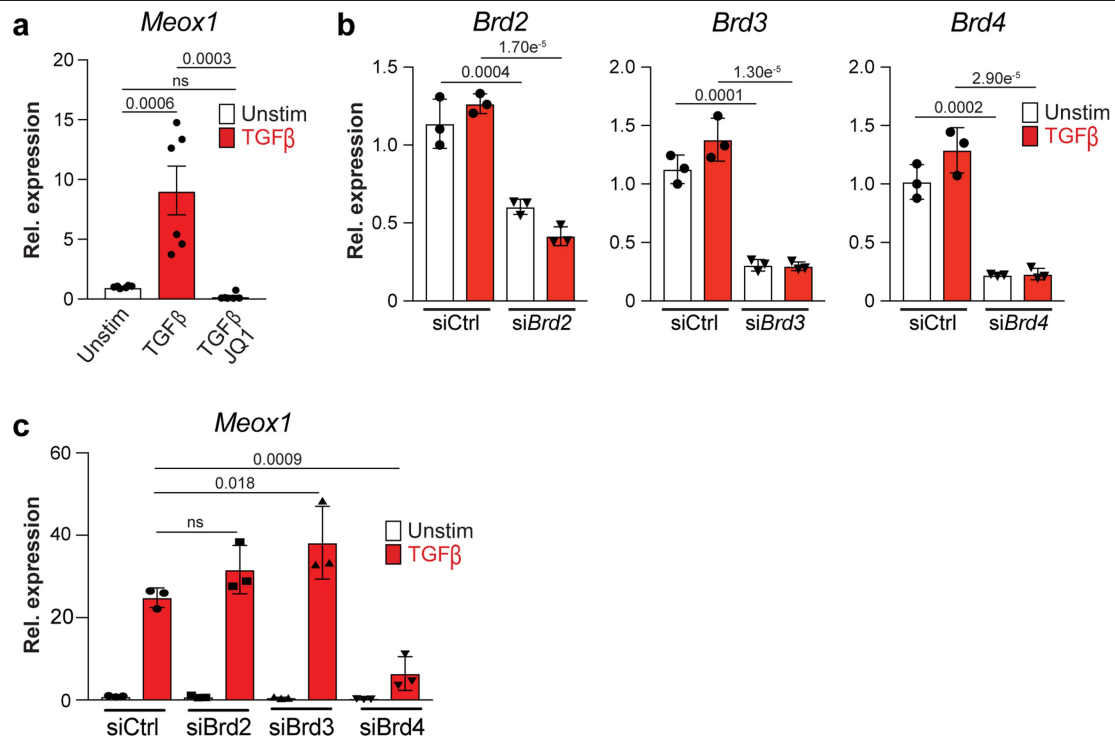 a
Meox1
Rel. expression
20
15
10
5
0
0.0003
ns
0.0006
Unstim
TGFβ
Unstim
TGFβ
TGFβ
JQ1
b
Brd2
Rel. expression
1.5
1.0
0.5
0
1.70e-5
0.0004
siCtrl
siBrd2
Brd3
2.0
1.5
1.0
0.5
0
1.30e-5
0.0001
siCtrl
siBrd3
Brd4
2.0
1.5
1.0
0.5
0
2.90e-5
0.0002
Unstim
TGFβ
siCtrl
siBrd4
c
Meox1
Rel. expression
60
40
20
0
0.0009
0.018
ns
Unstim
TGFβ
siCtrl
siBrd2
siBrd3
siBrd4